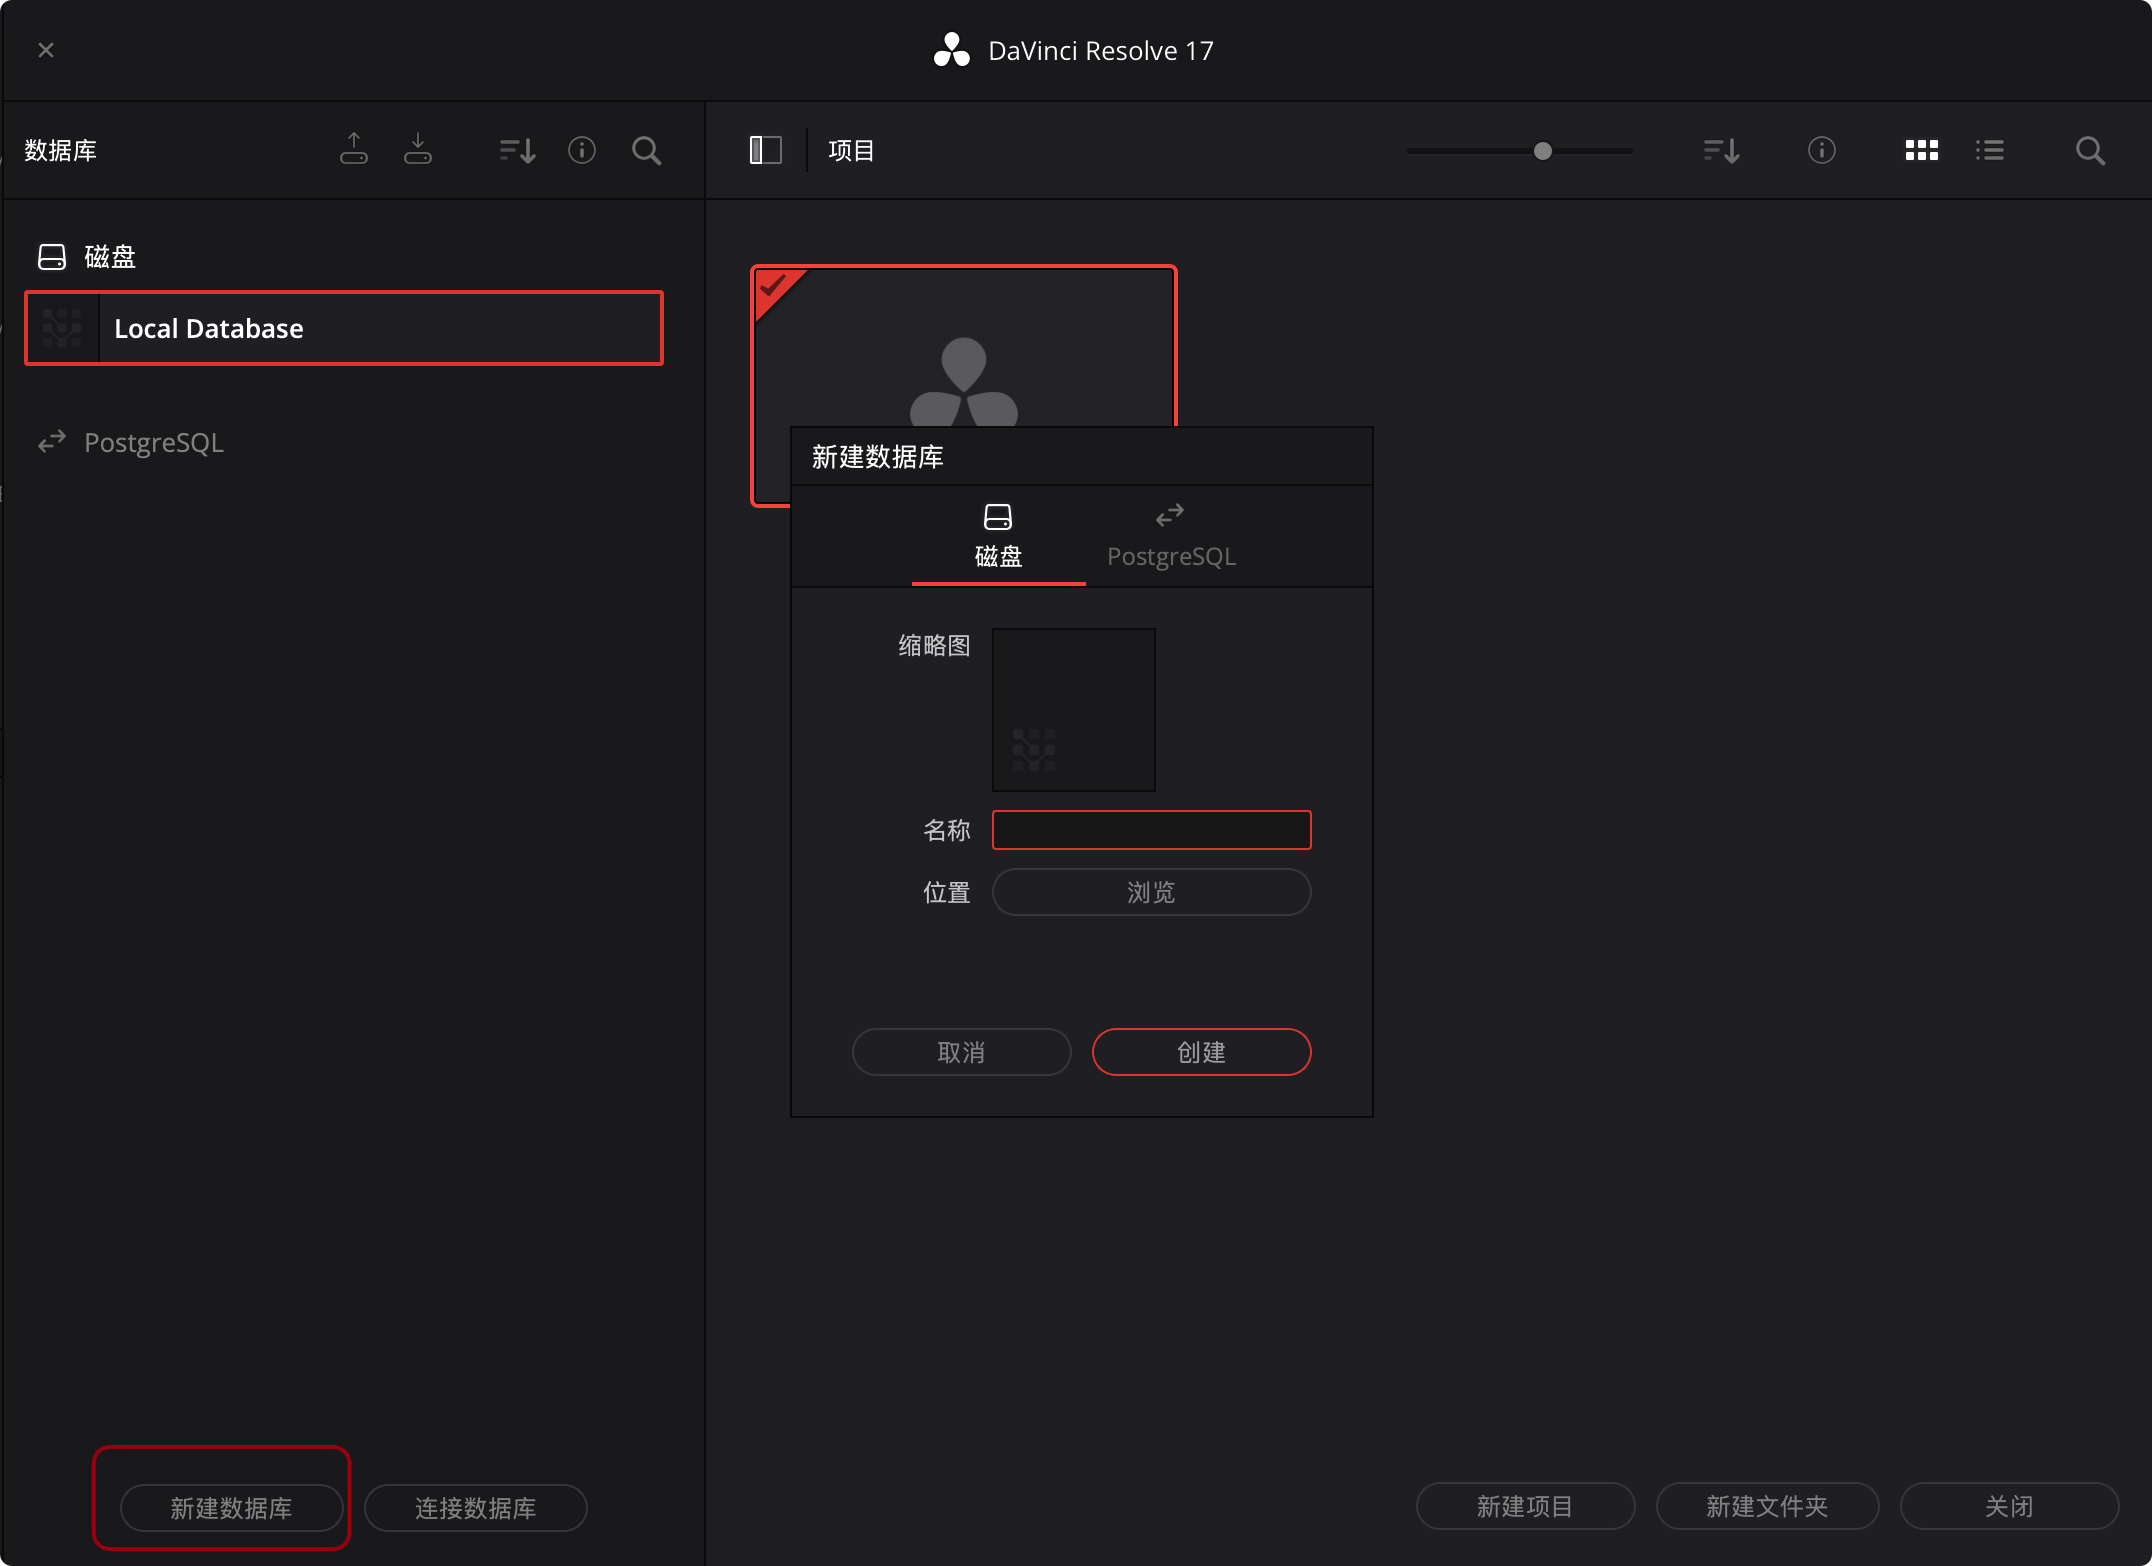 DaVinci Resolve 17
数据库
项目
磁盘
Local Database
PostgreSQL
新建数据库
磁盘
PostgreSQL
缩略图
名称
位置
浏览
取消
创建
新建数据库
连接数据库
新建项目
新建文件夹
关闭